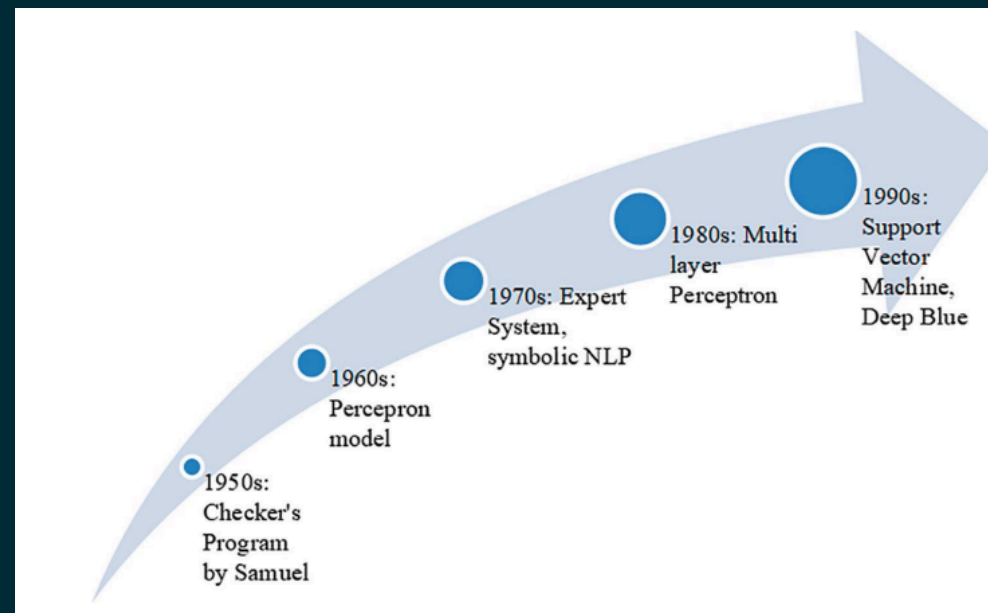 1950s:
Checker's
Program
by Samuel
1960s:
Percepron
model
1970s: Expert
System,
symbolic NLP
1980s: Multi
layer
Perceptron
1990s:
Support
Vector
Machine,
Deep Blue